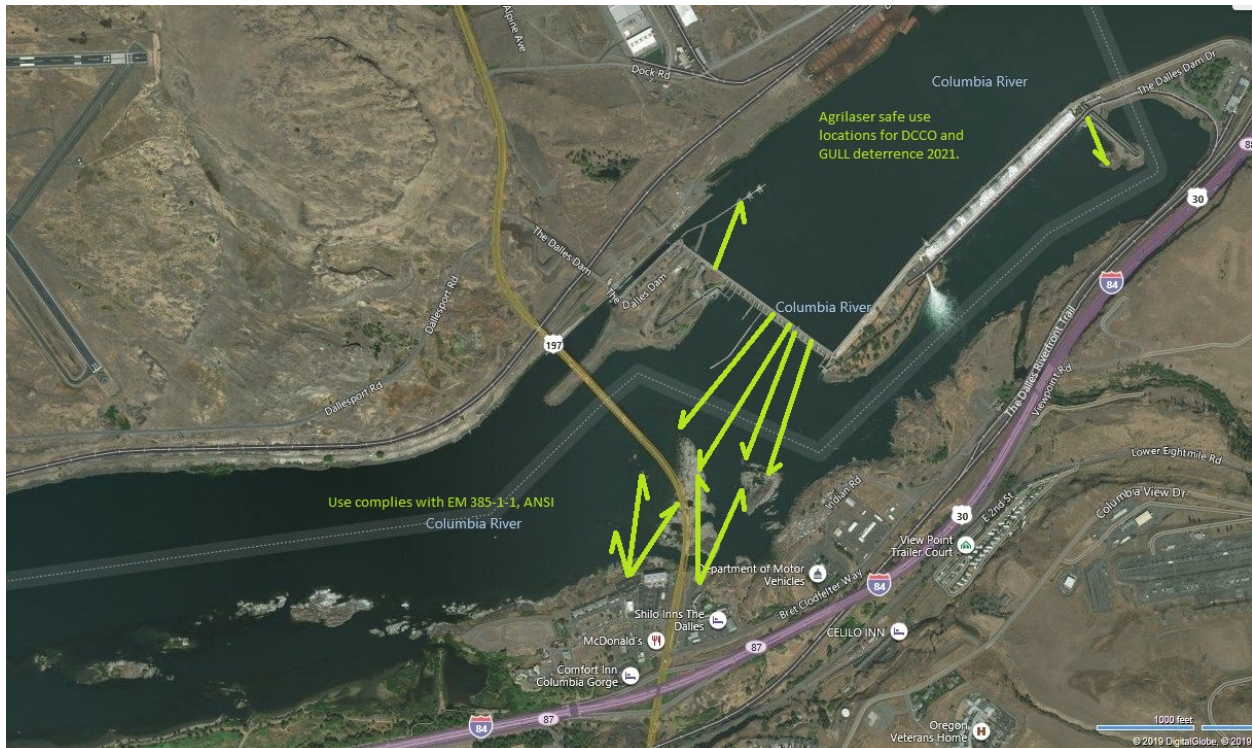 Alpine Ave
Dock Rd
Columbia River
The Dalles Dam Dr
Agrilaser safe use
locations for DCCO and
GULL deterrence 2021.
88
30
84
The Dalles Dam
The Dalles Dam
Dallesport Rd
Columbia River
197
Dallesport Rd
The Dalles Riverfront Trail
Viewpoint Rd
Lower Eightmile Rd
Use complies with EM 385-1-1, ANSI
Columbia River
Indian Rd
E 2nd St
Columbia View Dr
30
View Point
Trailer Court
Department of Motor
Vehicles
84
Bret Clodfelter Way
Shilo Inns The
Dalles
McDonald's
87
CELILO INN
Comfort Inn
Columbia Gorge
84
87
Oregon
Veterans Home
1000 feet
© 2019 DigitalGlobe, © 2019